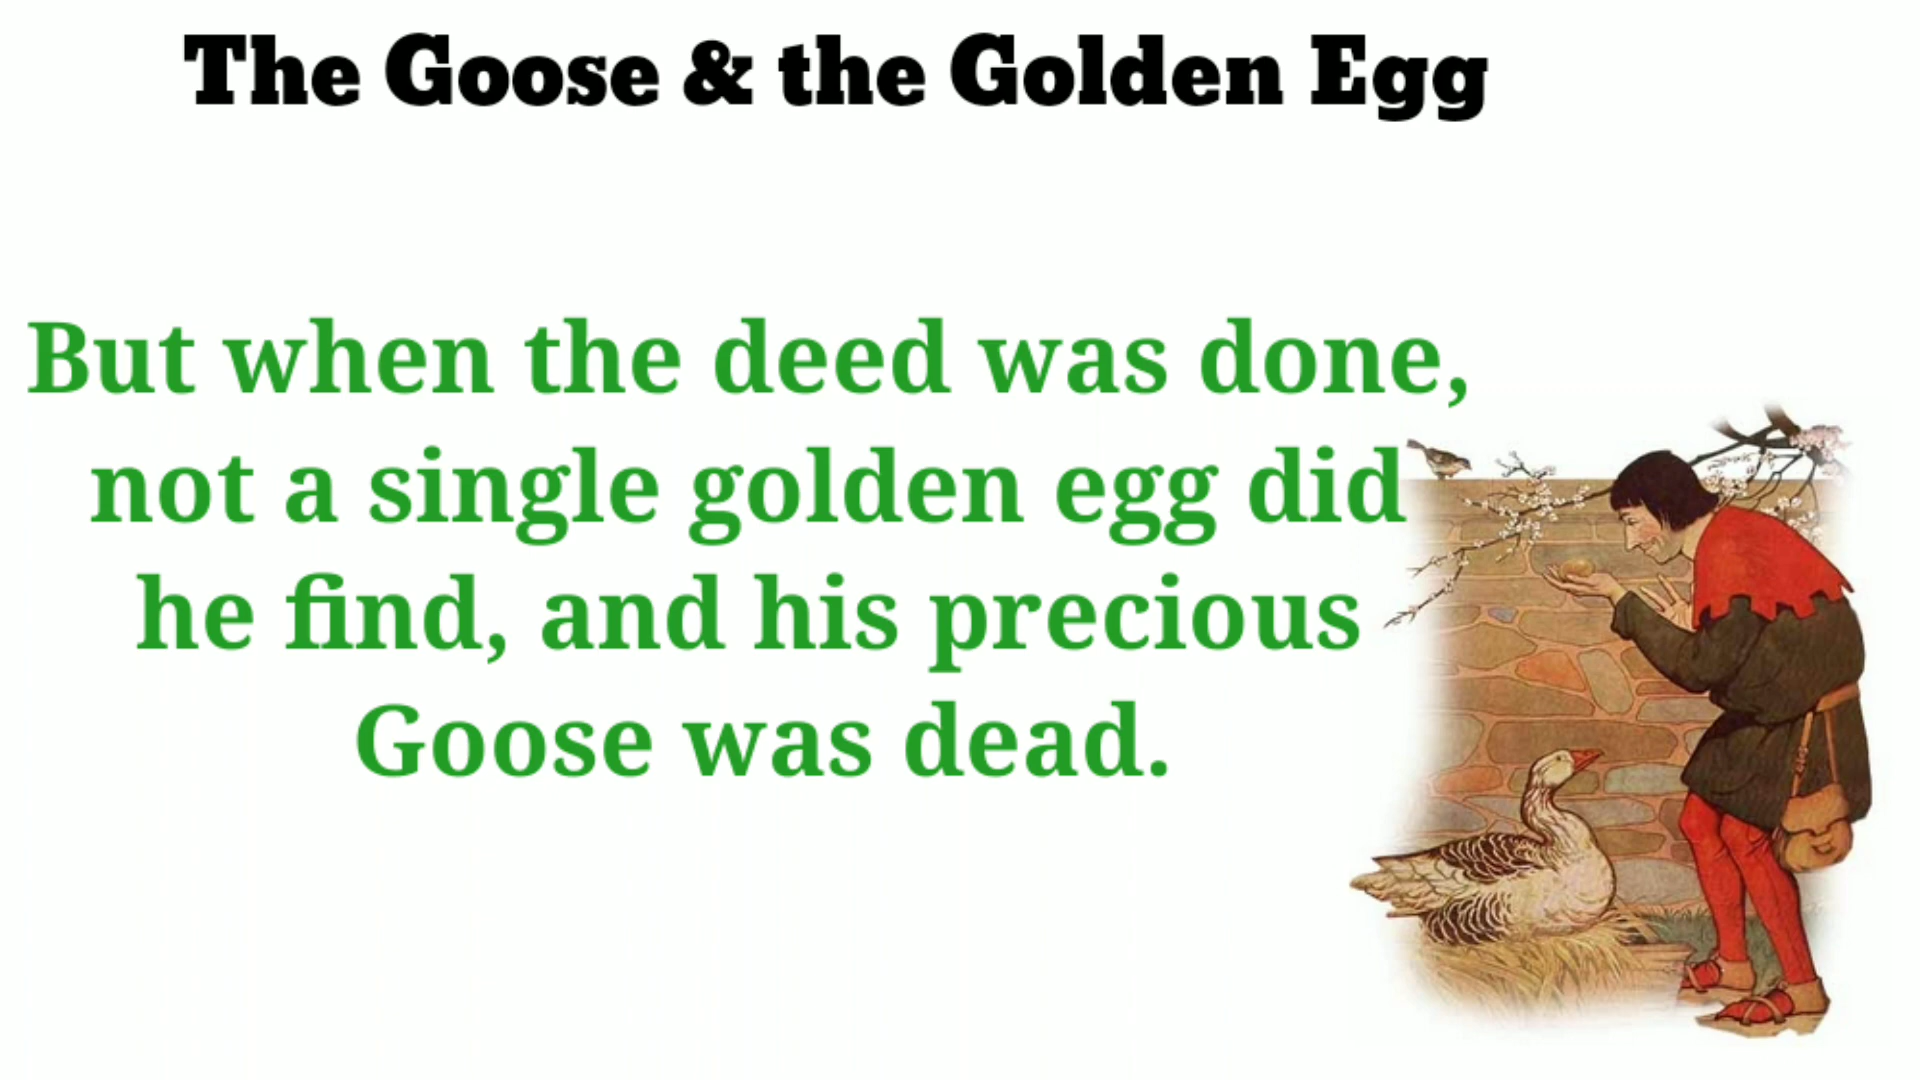 The Goose & the Golden Egg
But when the deed was done,
not a single golden egg did
he find, and his precious
Goose was dead.